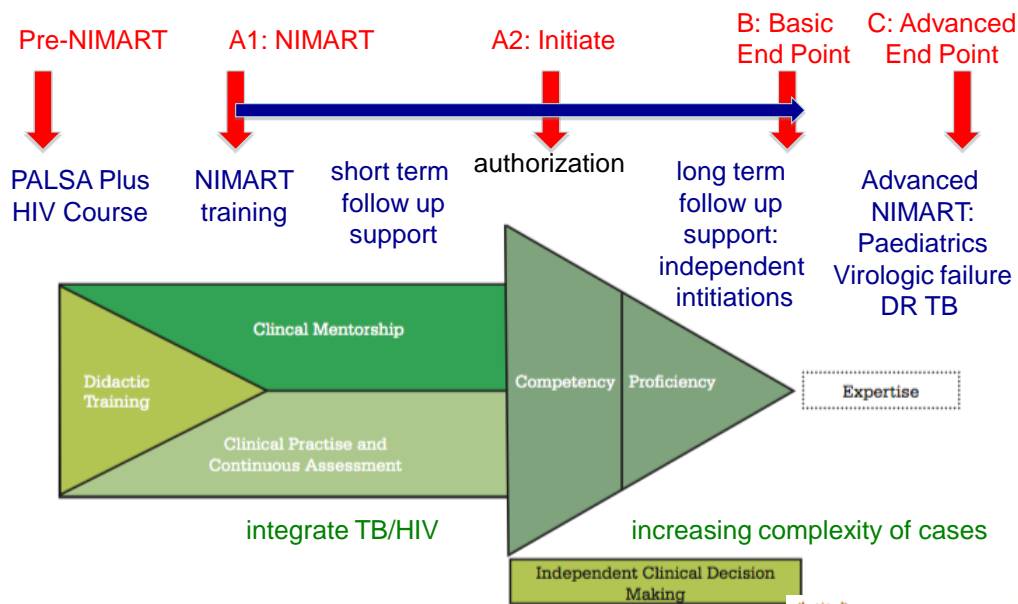 Pre-NIMART
A1: NIMART
A2: Initiate
B: Basic
End Point
C: Advanced
End Point
PALSA Plus
HIV Course
NIMART
training
short term
follow up
support
authorization
long term
follow up
support:
independent
intitiations
Advanced
NIMART:
Paediatrics
Virologic failure
DR TB
Didactic
Training
Clincal Mentorship
Clinical Practise and
Continuous Assessment
Competency
Proficiency
Expertise
integrate TB/HIV
increasing complexity of cases
Independent Clinical Decision
Making